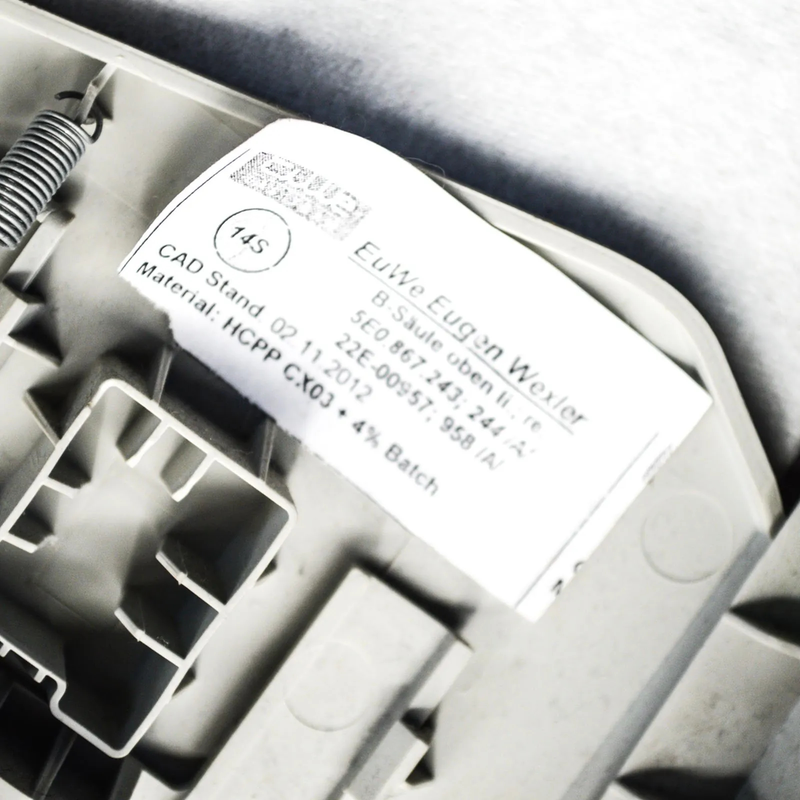 EuWe
EuWe Eugen Wexler
14S
B-Säule oben li., re.
5E0.867.243; 244 /A/
22E-00957; 958 /A/
CAD Stand. 02.11.2012
Material: HCPP CX03 + 4% Batch